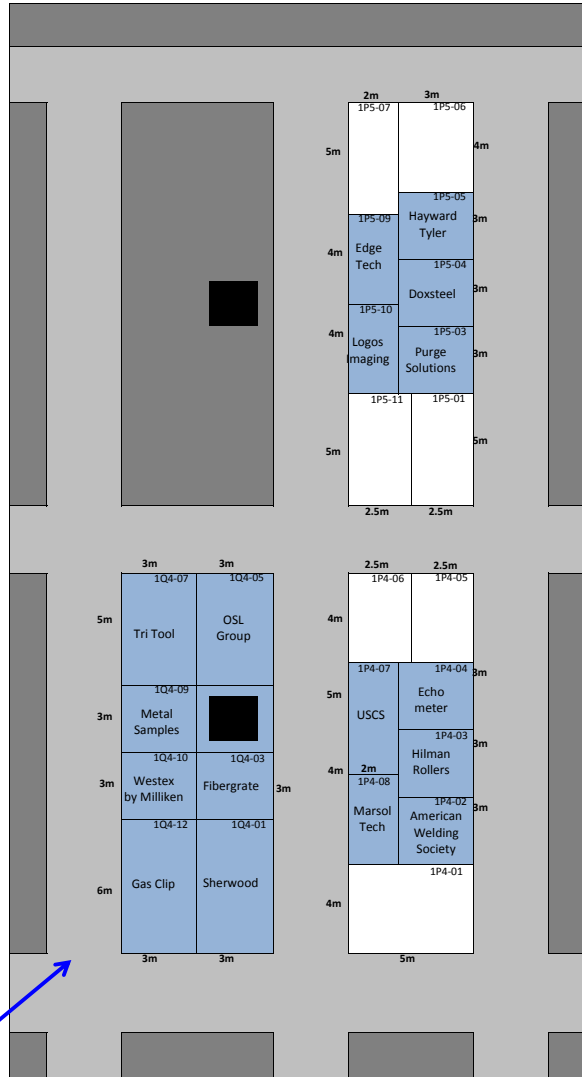 2m
3m
1P5-07
1P5-06
5m
4m
1P5-05
Hayward
Tyler
3m
1P5-09
Edge
Tech
4m
1P5-04
Doxsteel
3m
1P5-10
Logos
Imaging
4m
1P5-03
Purge
Solutions
3m
1P5-11
1P5-01
5m
5m
2.5m
2.5m
3m
3m
1Q4-07
1Q4-05
5m
Tri Tool
OSL
Group
1Q4-09
3m
Metal
Samples
1Q4-10
1Q4-03
3m
Westex
by Milliken
Fibergrate
3m
1Q4-12
1Q4-01
6m
Gas Clip
Sherwood
3m
3m
2.5m
2.5m
1P4-06
1P4-05
4m
1P4-07
1P4-04
3m
5m
USCS
Echo
meter
1P4-03
Hilman
Rollers
3m
4m
2m
1P4-08
Marsol
Tech
1P4-02
American
Welding
Society
3m
1P4-01
4m
5m